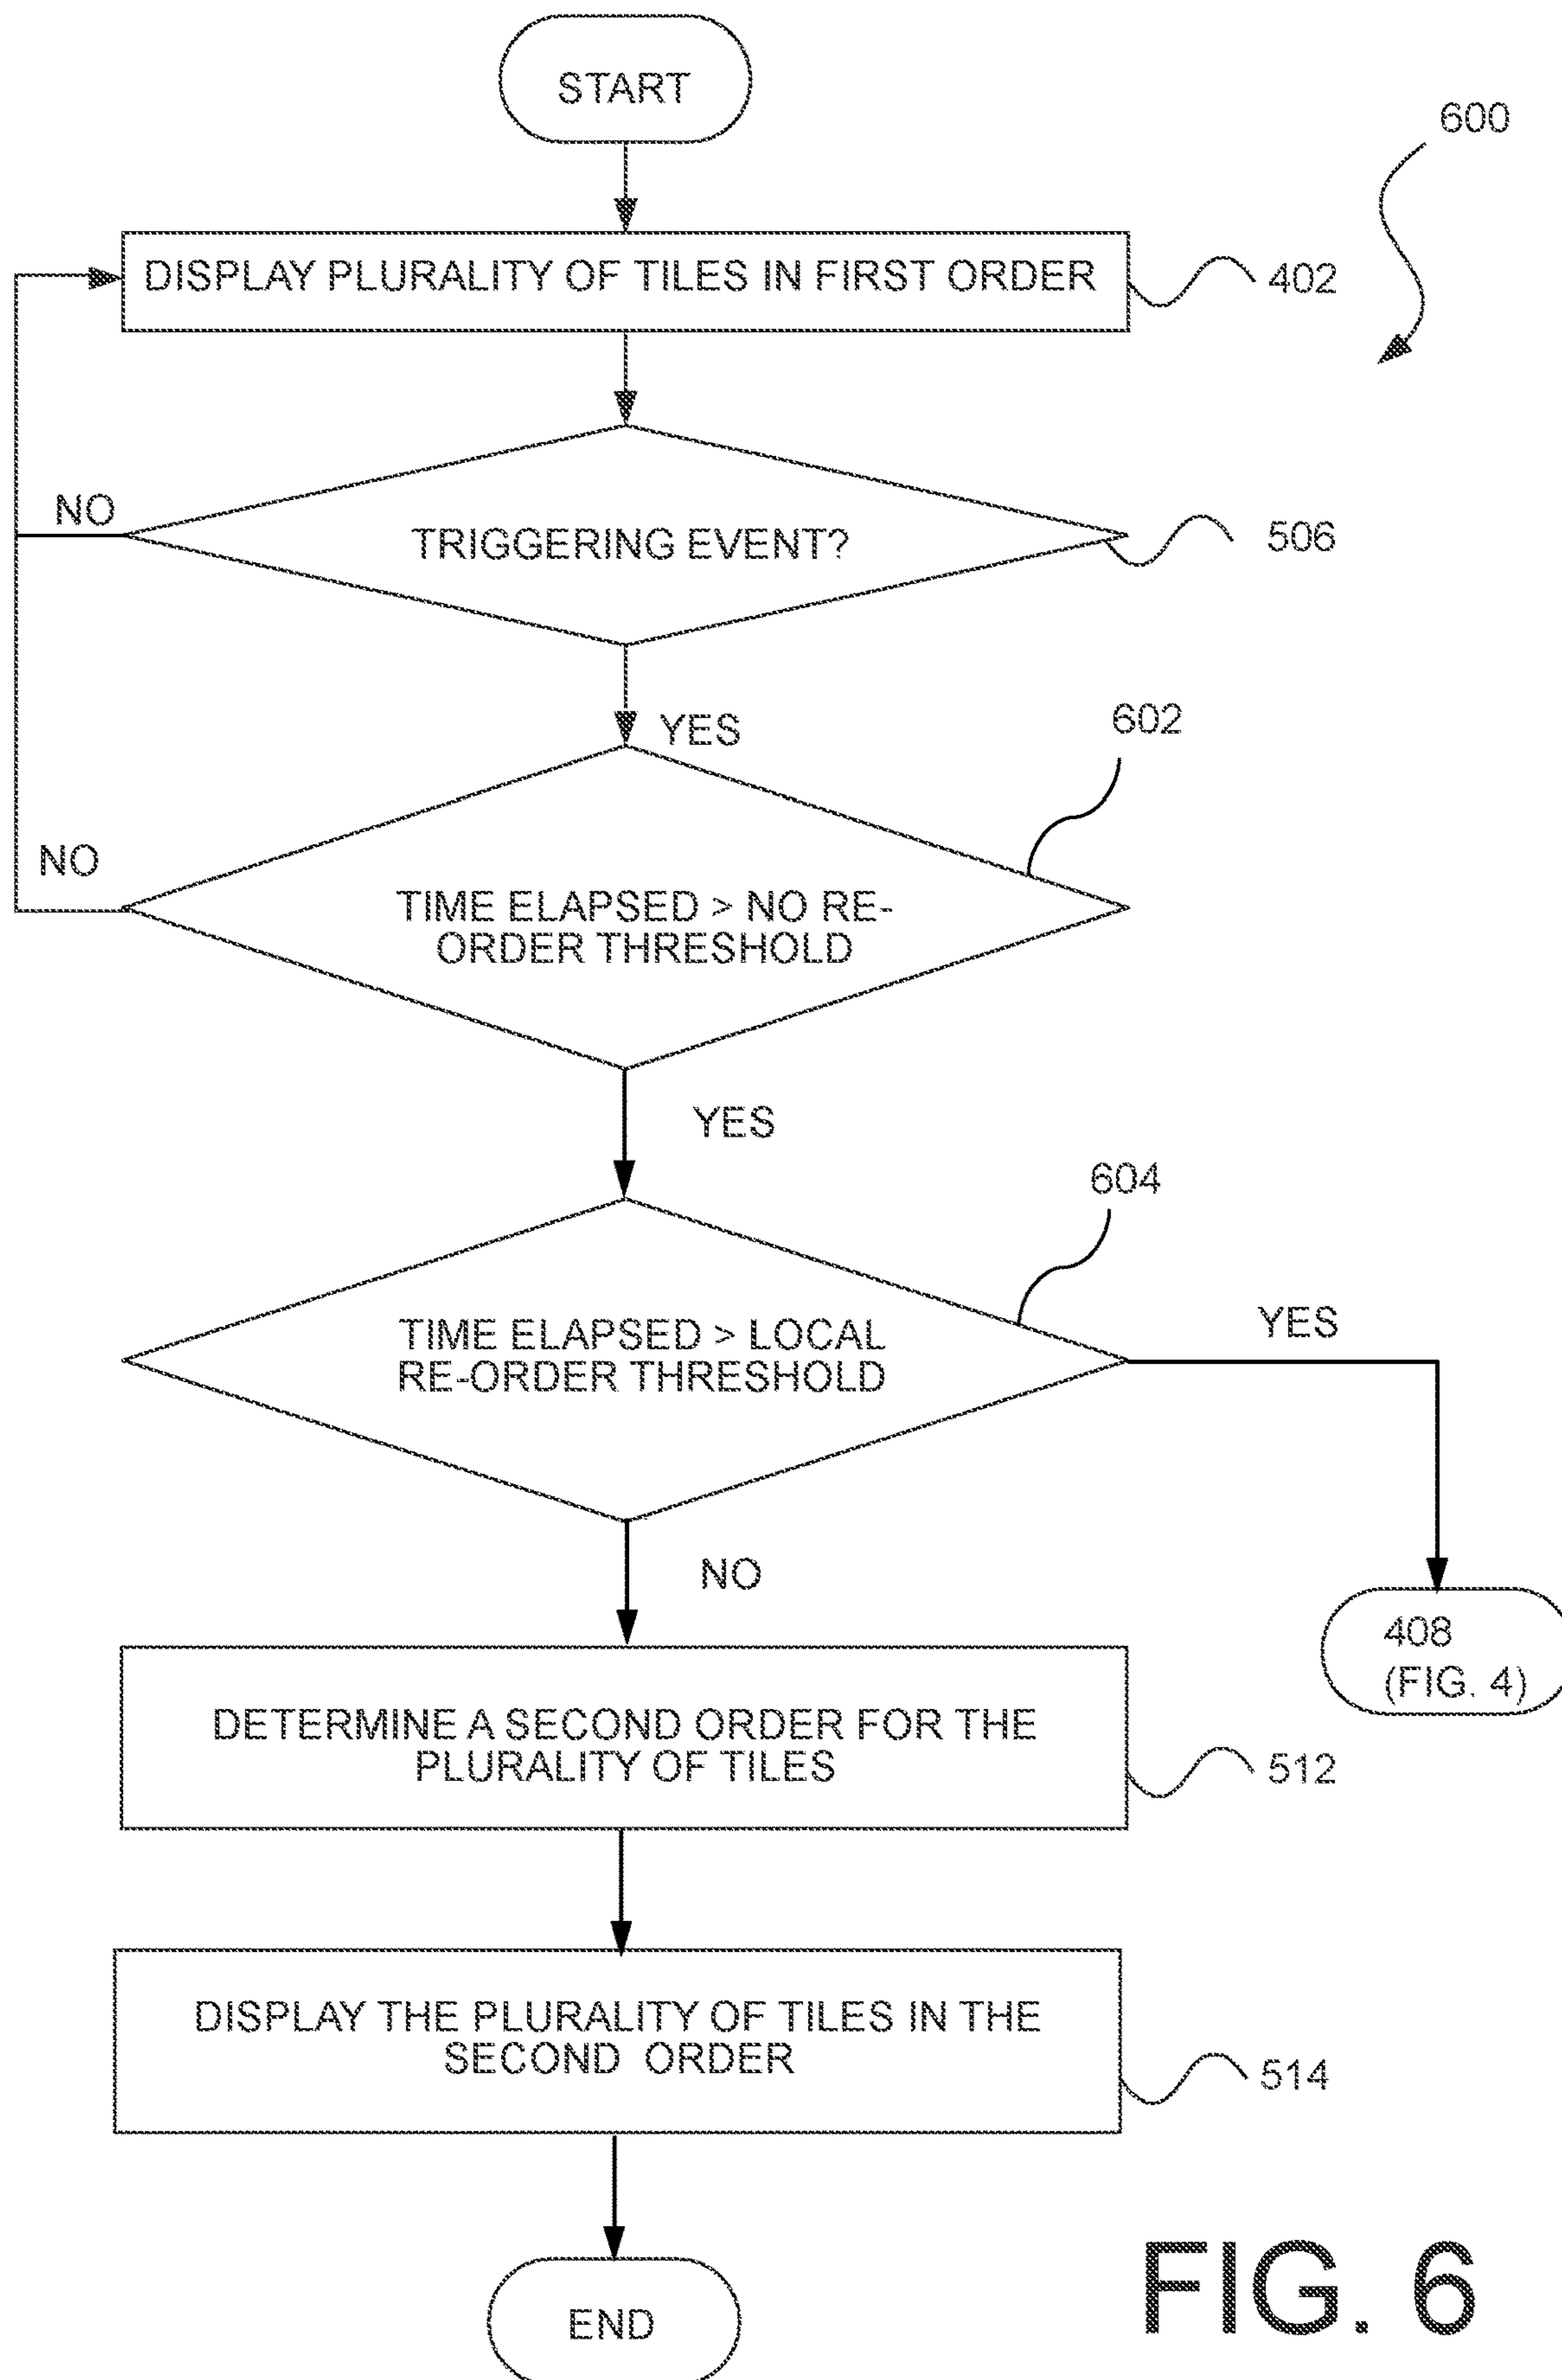 START
600
DISPLAY PLURALITY OF TILES IN FIRST ORDER
402
NO
TRIGGERING EVENT?
506
YES
602
NO
TIME ELAPSED > NO RE-
ORDER THRESHOLD
YES
604
TIME ELAPSED > LOCAL
RE-ORDER THRESHOLD
YES
NO
408
(FIG. 4)
DETERMINE A SECOND ORDER FOR THE
PLURALITY OF TILES
512
DISPLAY THE PLURALITY OF TILES IN THE
SECOND ORDER
514
END
FIG. 6